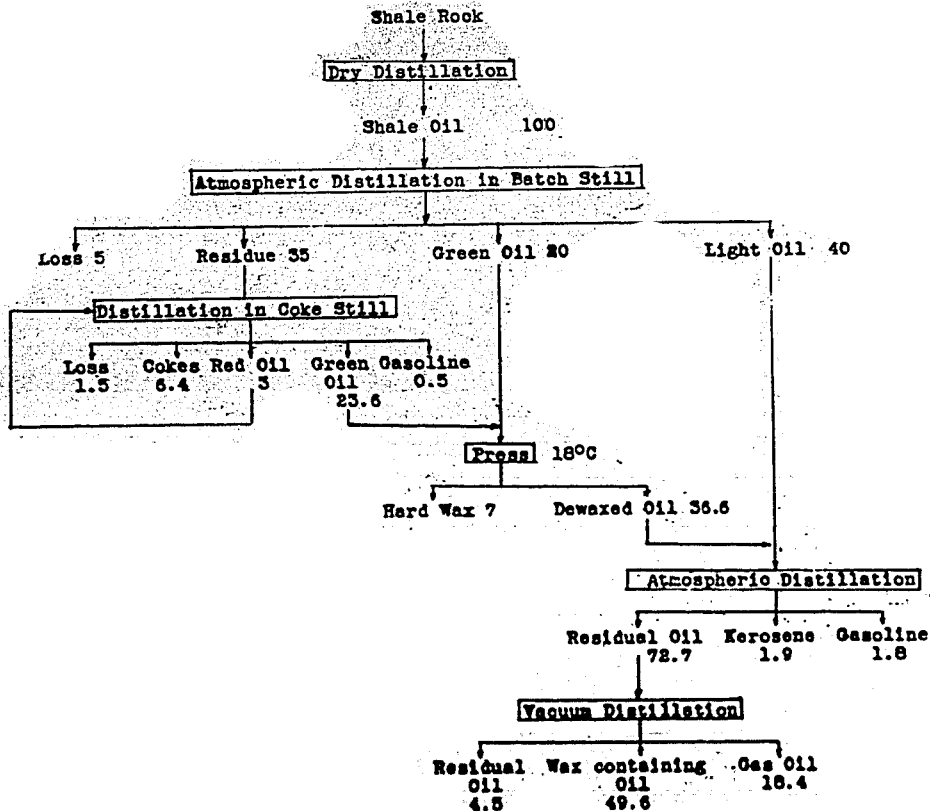 Shale Rock
Dry Distillation
Shale Oil 100
Atmospheric Distillation in Batch Still
Loss 5 Residue 35 Green Oil 20 Light Oil 40
Distillation in Coke Still
Loss Cokes Red Oil Green Gasoline
1.5 6.4 3 Oil 0.5
23.6
Press 18°C
Hard Wax 7 Dewaxed Oil 36.6
Atmospheric Distillation
Residual Oil Kerosene Gasoline
72.7 1.9 1.8
Vacuum Distillation
Residual Wax containing Gas Oil
Oil Oil 18.4
4.5 49.6